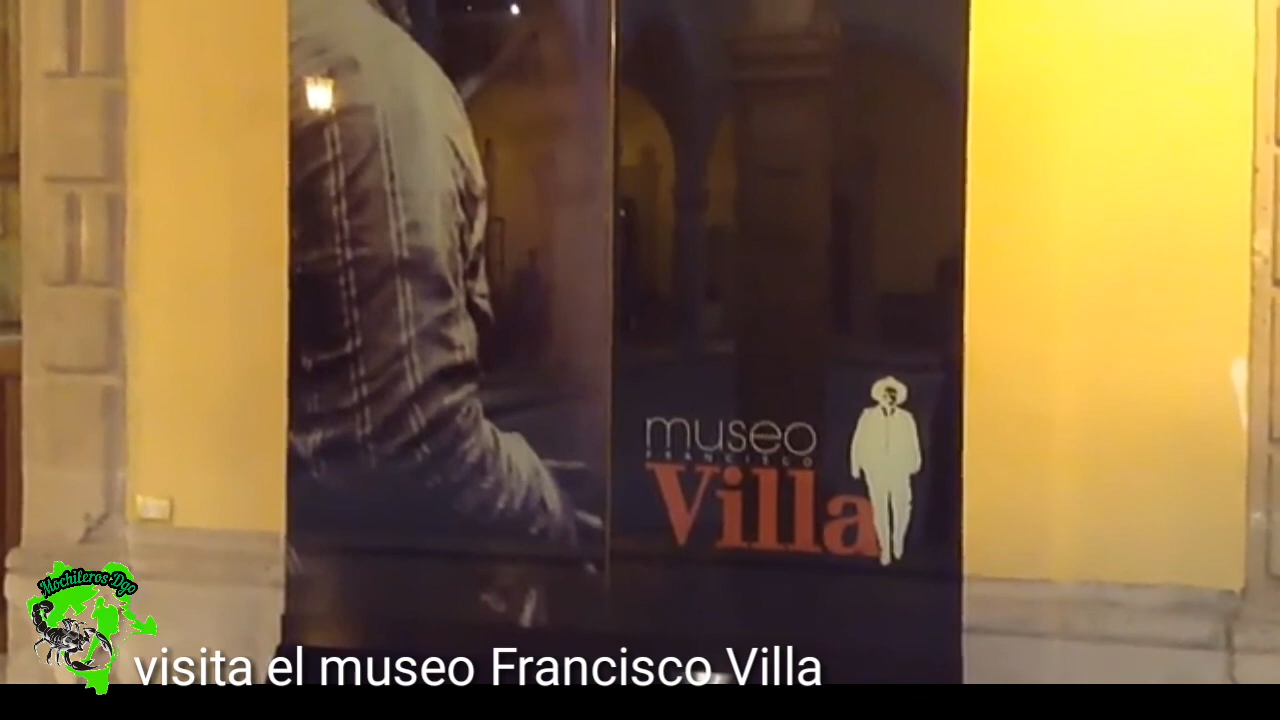 museo
FRANCISCO
Villa
Mochileros Dgo
visita el museo Francisco Villa